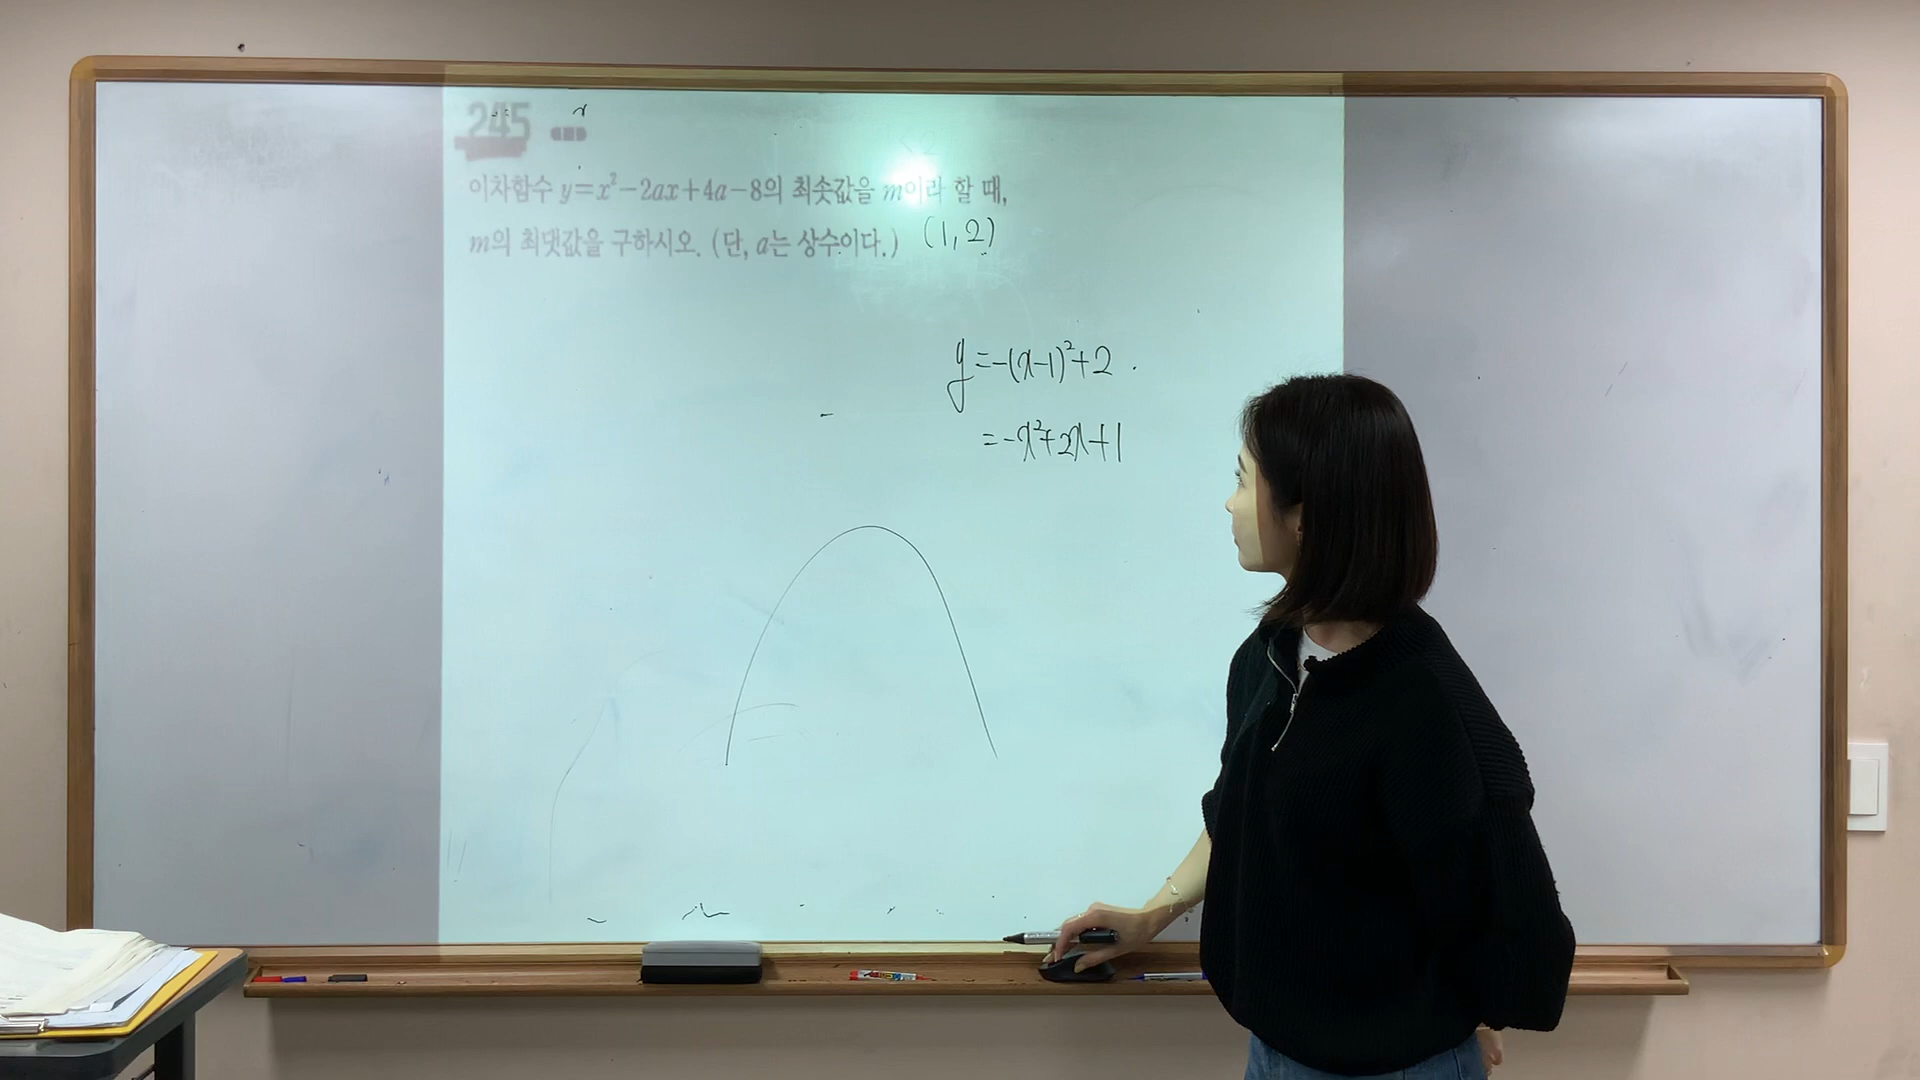 245
이차함수 y=x²-2ax+4a-8의 최솟값을 m이라 할 때,
m의 최댓값을 구하시오. (단, a는 상수이다.) (1,2)
y=-(x-1)²+2
=-x²+2x+1